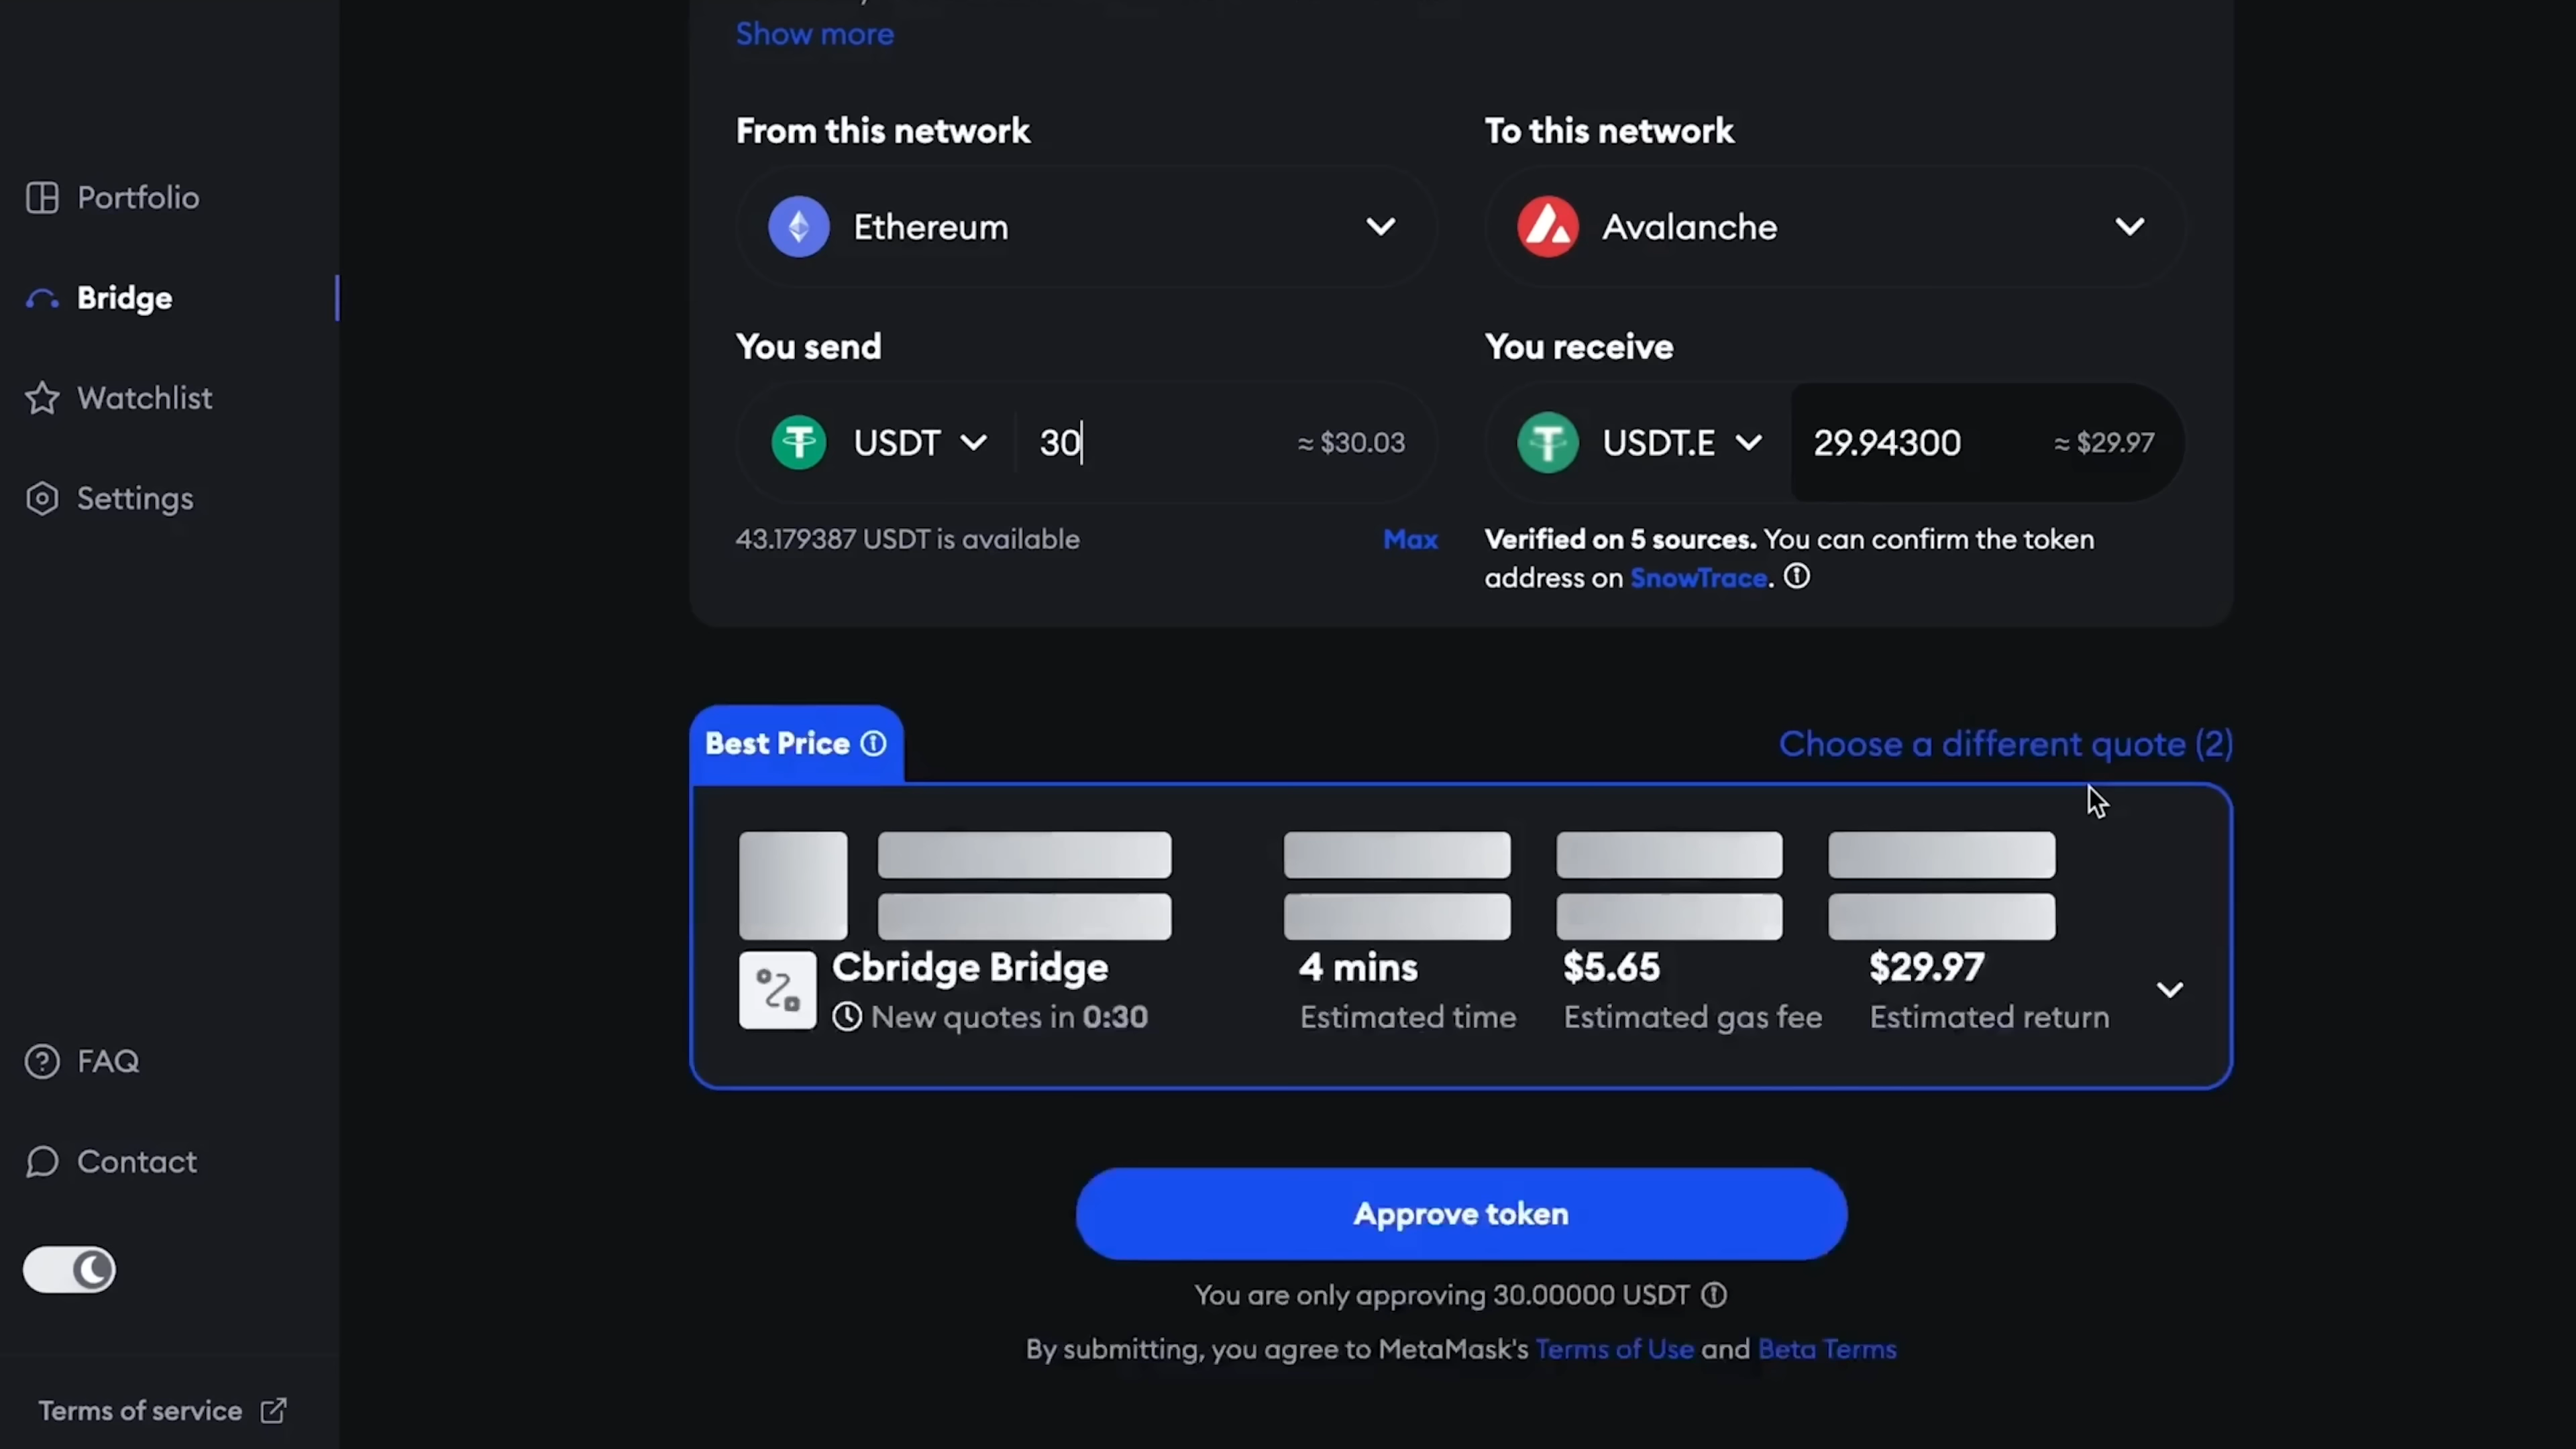 Show more
From this network
To this network
Ethereum
Avalanche
You send
You receive
USDT
30
≈ $30.03
USDT.E
29.94300
≈ $29.97
43.179387 USDT is available
Max
Verified on 5 sources. You can confirm the token
address on SnowTrace.
Portfolio
Bridge
Watchlist
Settings
Best Price
Choose a different quote (2)
Cbridge Bridge
New quotes in 0:30
4 mins
Estimated time
$5.65
Estimated gas fee
$29.97
Estimated return
Approve token
You are only approving 30.00000 USDT
By submitting, you agree to MetaMask's Terms of Use and Beta Terms
FAQ
Contact
Terms of service